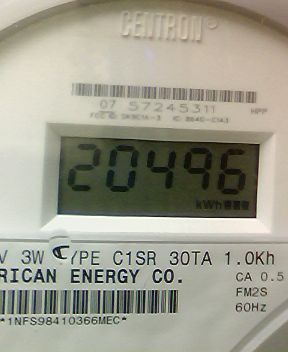 CENTRON®
07 57245311
20496
kWh
V 3W TYPE C1SR 30TA 1.0Kh
RICAN ENERGY CO.
CA 0.5
FM2S
60Hz
*1NFS98410366MEC*